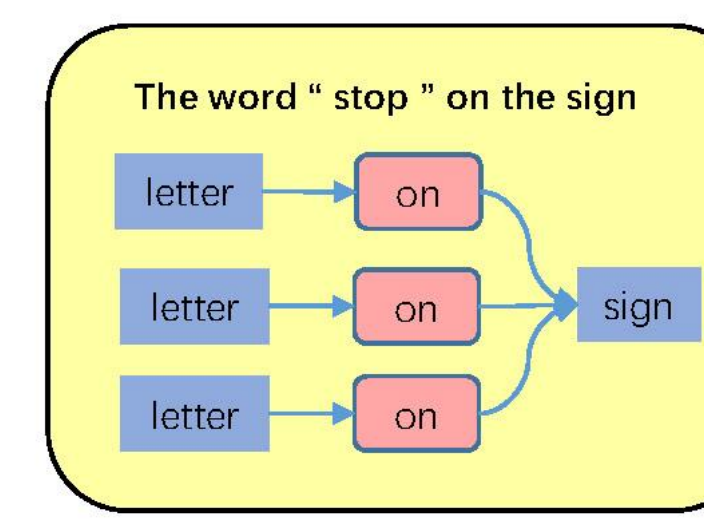 The word “ stop ” on the sign
letter on
letter on
sign
letter on